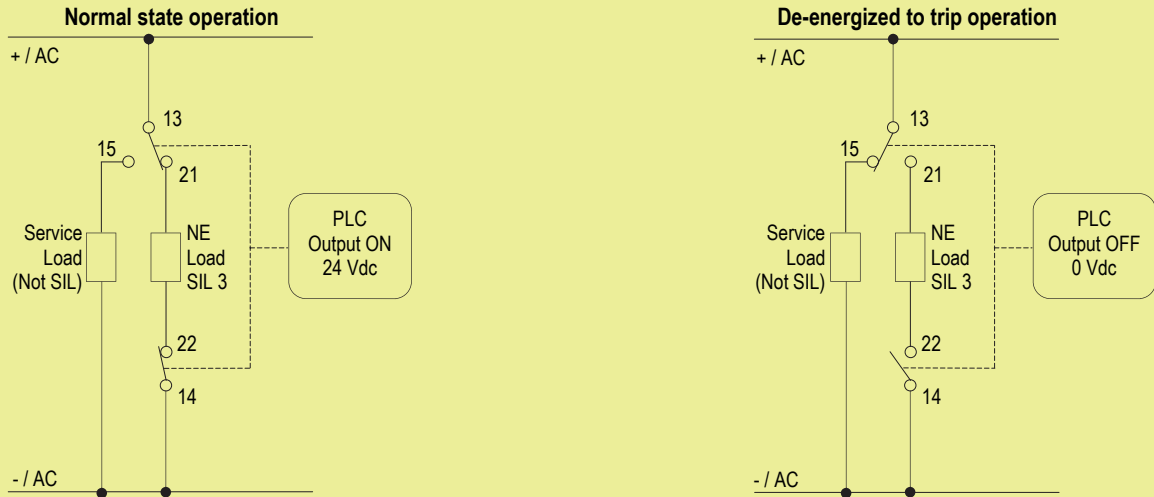 Normal state operation
+ / AC
13
15
21
Service
Load
(Not SIL)
NE
Load
SIL 3
PLC
Output ON
24 Vdc
22
14
- / AC
De-energized to trip operation
+ / AC
13
15
21
Service
Load
(Not SIL)
NE
Load
SIL 3
PLC
Output OFF
0 Vdc
22
14
- / AC